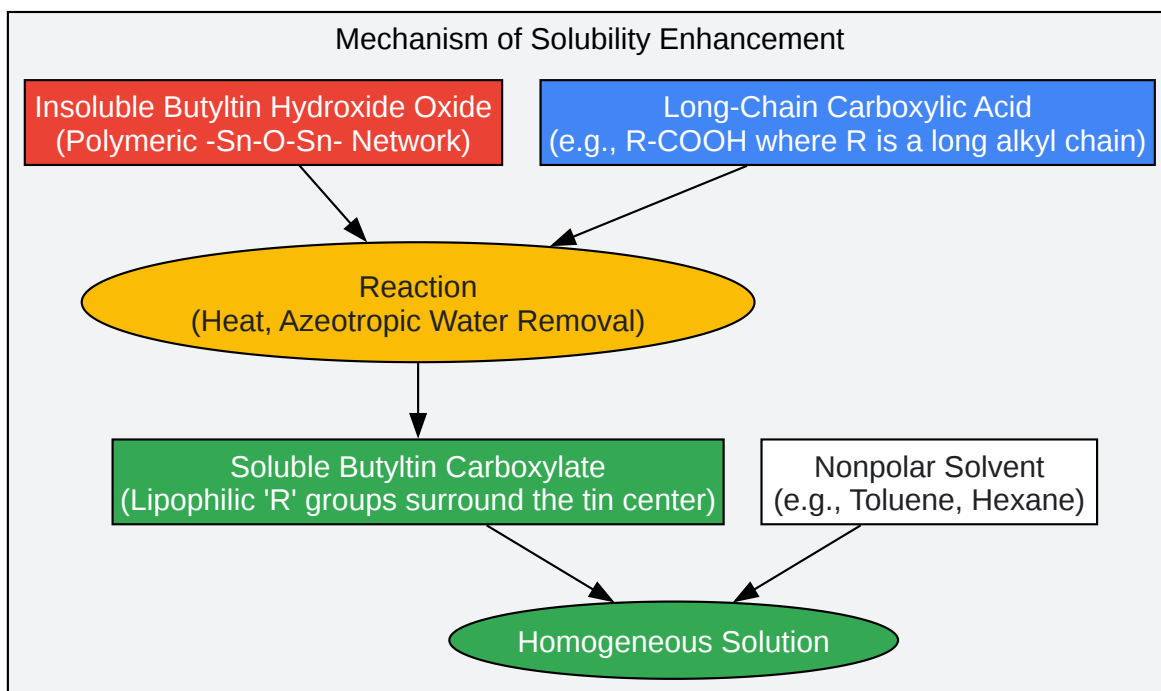 Mechanism of Solubility Enhancement
Insoluble Butyltin Hydroxide Oxide
(Polymeric -Sn-O-Sn- Network)
Long-Chain Carboxylic Acid
(e.g., R-COOH where R is a long alkyl chain)
Reaction
(Heat, Azeotropic Water Removal)
Soluble Butyltin Carboxylate
(Lipophilic 'R' groups surround the tin center)
Nonpolar Solvent
(e.g., Toluene, Hexane)
Homogeneous Solution